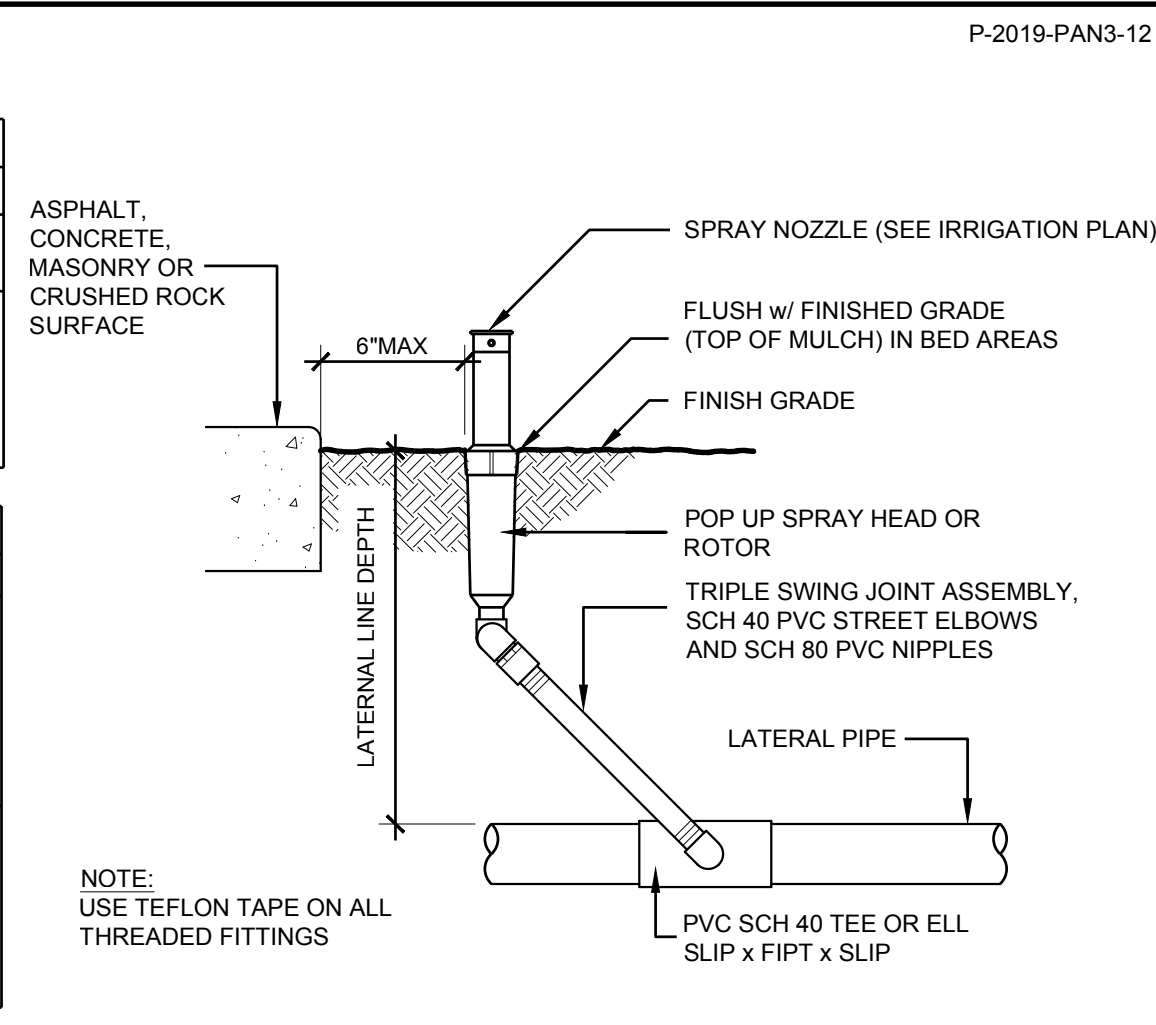 P-2019-PAN3-12
ASPHALT,
CONCRETE,
MASONRY OR
CRUSHED ROCK
SURFACE
6"MAX
SPRAY NOZZLE (SEE IRRIGATION PLAN)
FLUSH w/ FINISHED GRADE
(TOP OF MULCH) IN BED AREAS
FINISH GRADE
POP UP SPRAY HEAD OR
ROTOR
LATERNAL LINE DEPTH
TRIPLE SWING JOINT ASSEMBLY,
SCH 40 PVC STREET ELBOWS
AND SCH 80 PVC NIPPLES
LATERAL PIPE
NOTE:
USE TEFLON TAPE ON ALL
THREADED FITTINGS
PVC SCH 40 TEE OR ELL
SLIP x FIPT x SLIP